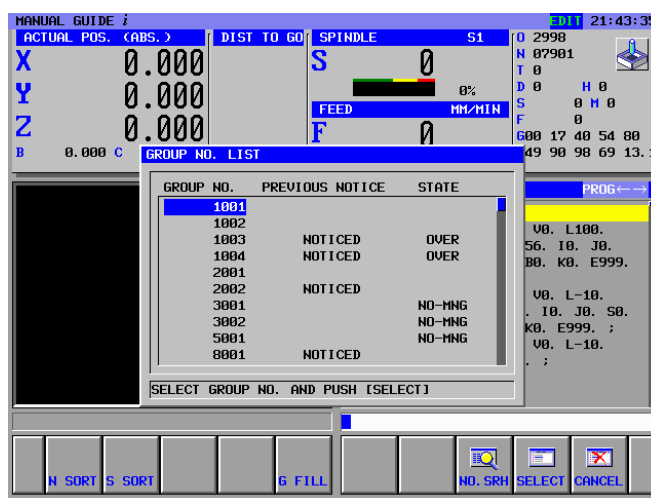 MANUAL GUIDE i EDIT 21:43:35
ACTUAL POS. (ABS.) DIST TO GO SPINDLE S1
O 2998
N 07901
T 0
D 0 H 0
S 0 M 0
F 0
G00 17 40 54 80
49 90 98 69 13.
X 0.000
Y 0.000
Z 0.000
B 0.000 C
S 0
0%
FEED MM/MIN
F 0
GROUP NO. LIST
GROUP NO. PREVIOUS NOTICE STATE
1001
1002
1003 NOTICED OVER
1004 NOTICED OVER
2001
2002 NOTICED
3001 NO-MNG
3002 NO-MNG
5001 NO-MNG
8001 NOTICED
SELECT GROUP NO. AND PUSH [SELECT]
PROG←→
V0. L100.
56. I0. J0.
B0. K0. E999.
V0. L-10.
. I0. J0. S0.
K0. E999. ;
V0. L-10.
. ;
N SORT S SORT G FILL NO.SRH SELECT CANCEL